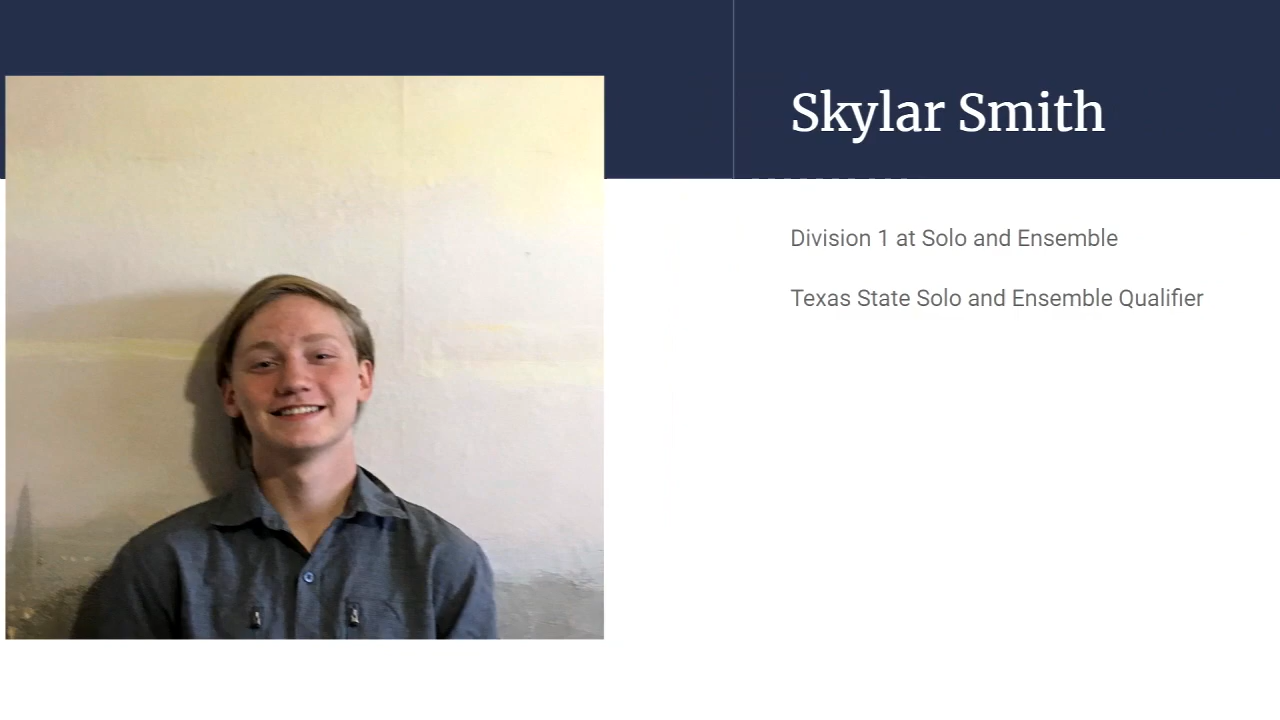 Skylar Smith
Division 1 at Solo and Ensemble
Texas State Solo and Ensemble Qualifier